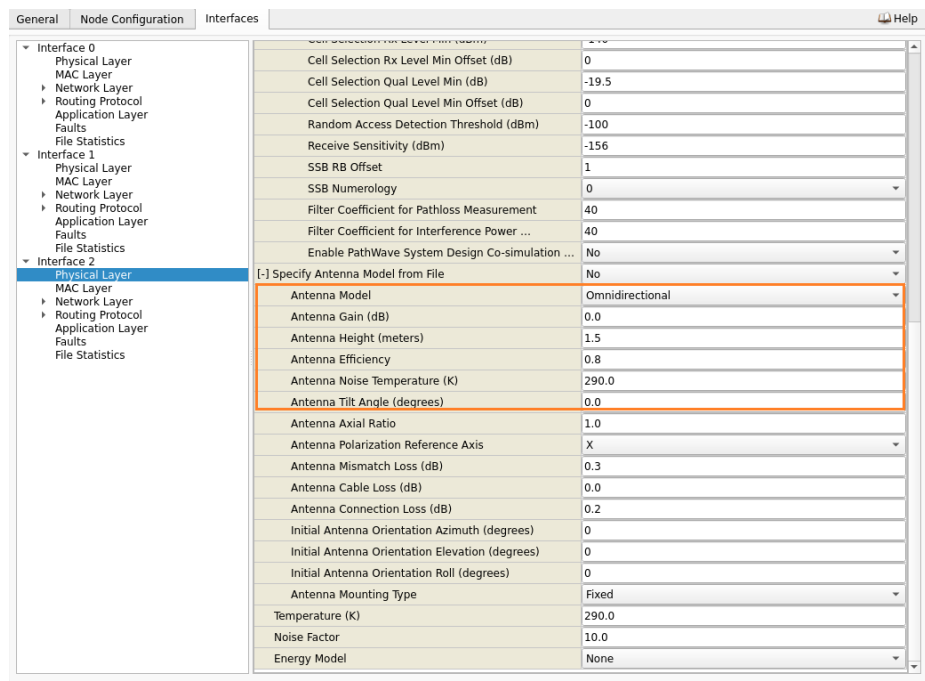 General
Node Configuration
Interfaces
Help
Interface 0
Physical Layer
MAC Layer
Network Layer
Routing Protocol
Application Layer
Faults
File Statistics
Interface 1
Physical Layer
MAC Layer
Network Layer
Routing Protocol
Application Layer
Faults
File Statistics
Interface 2
Physical Layer
MAC Layer
Network Layer
Routing Protocol
Application Layer
Faults
File Statistics
Cell Selection Rx Level Min (dBm) -140
Cell Selection Rx Level Min Offset (dB) 0
Cell Selection Qual Level Min (dB) -19.5
Cell Selection Qual Level Min Offset (dB) 0
Random Access Detection Threshold (dBm) -100
Receive Sensitivity (dBm) -156
SSB RB Offset 1
SSB Numerology 0
Filter Coefficient for Pathloss Measurement 40
Filter Coefficient for Interference Power ... 40
Enable PathWave System Design Co-simulation ... No
[-] Specify Antenna Model from File No
Antenna Model Omnidirectional
Antenna Gain (dB) 0.0
Antenna Height (meters) 1.5
Antenna Efficiency 0.8
Antenna Noise Temperature (K) 290.0
Antenna Tilt Angle (degrees) 0.0
Antenna Axial Ratio 1.0
Antenna Polarization Reference Axis X
Antenna Mismatch Loss (dB) 0.3
Antenna Cable Loss (dB) 0.0
Antenna Connection Loss (dB) 0.2
Initial Antenna Orientation Azimuth (degrees) 0
Initial Antenna Orientation Elevation (degrees) 0
Initial Antenna Orientation Roll (degrees) 0
Antenna Mounting Type Fixed
Temperature (K) 290.0
Noise Factor 10.0
Energy Model None